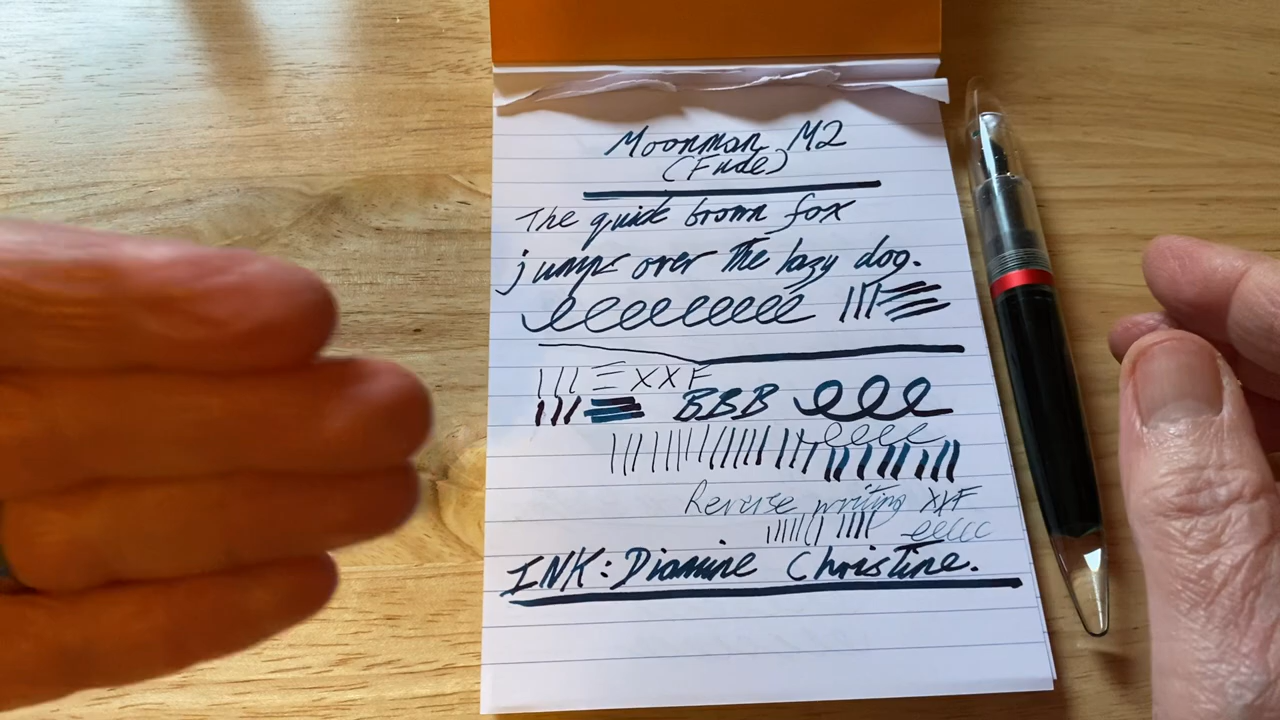 Moonman M2
(Fude)
The quick brown fox
jumps over the lazy dog.
XXF
BBB
Reverse writing XXF
INK: Diamine Christine.